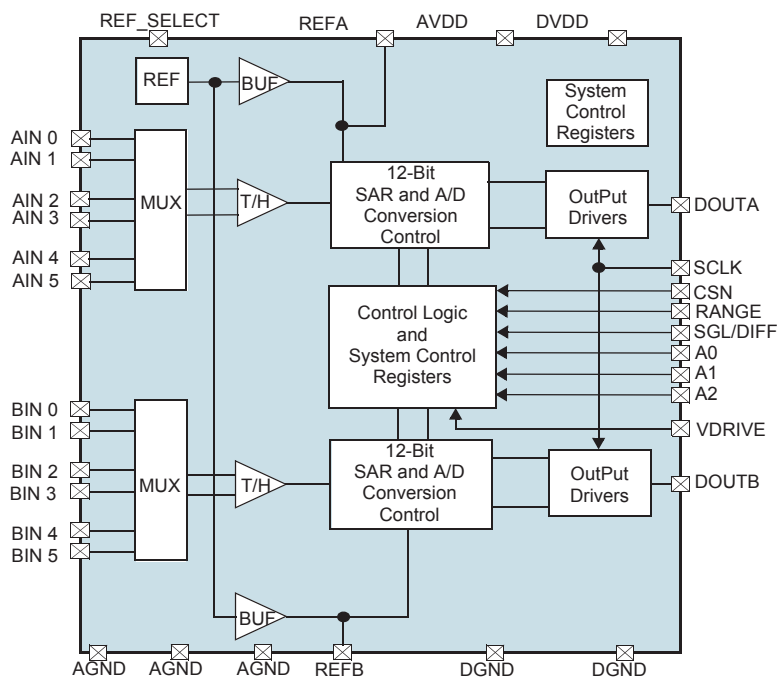 REF_SELECT
REFA
AVDD
DVDD
REF
BUF
System
Control
Registers
AIN 0
AIN 1
AIN 2
AIN 3
AIN 4
AIN 5
MUX
T/H
12-Bit
SAR and A/D
Conversion
Control
OutPut
Drivers
DOUTA
SCLK
CSN
RANGE
SGL/DIFF
A0
A1
A2
VDRIVE
Control Logic
and
System Control
Registers
BIN 0
BIN 1
BIN 2
BIN 3
BIN 4
BIN 5
MUX
T/H
12-Bit
SAR and A/D
Conversion
Control
OutPut
Drivers
DOUTB
BUF
AGND
AGND
AGND
REFB
DGND
DGND